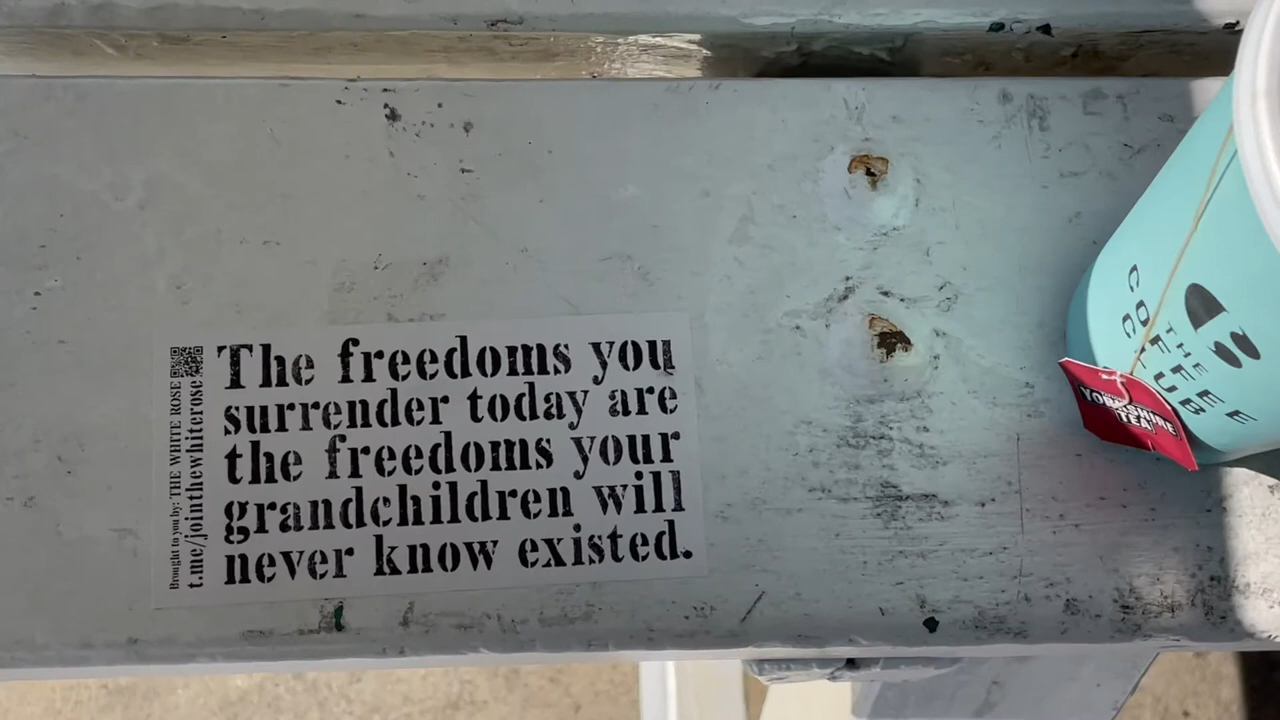 The freedoms you
surrender today are
the freedoms your
grandchildren will
never know existed.
Brought to you by: THE WHITE ROSE
t.me/jointhewhiterose
THE
COFFEE
CUBE
YORKSHIRE
TEA